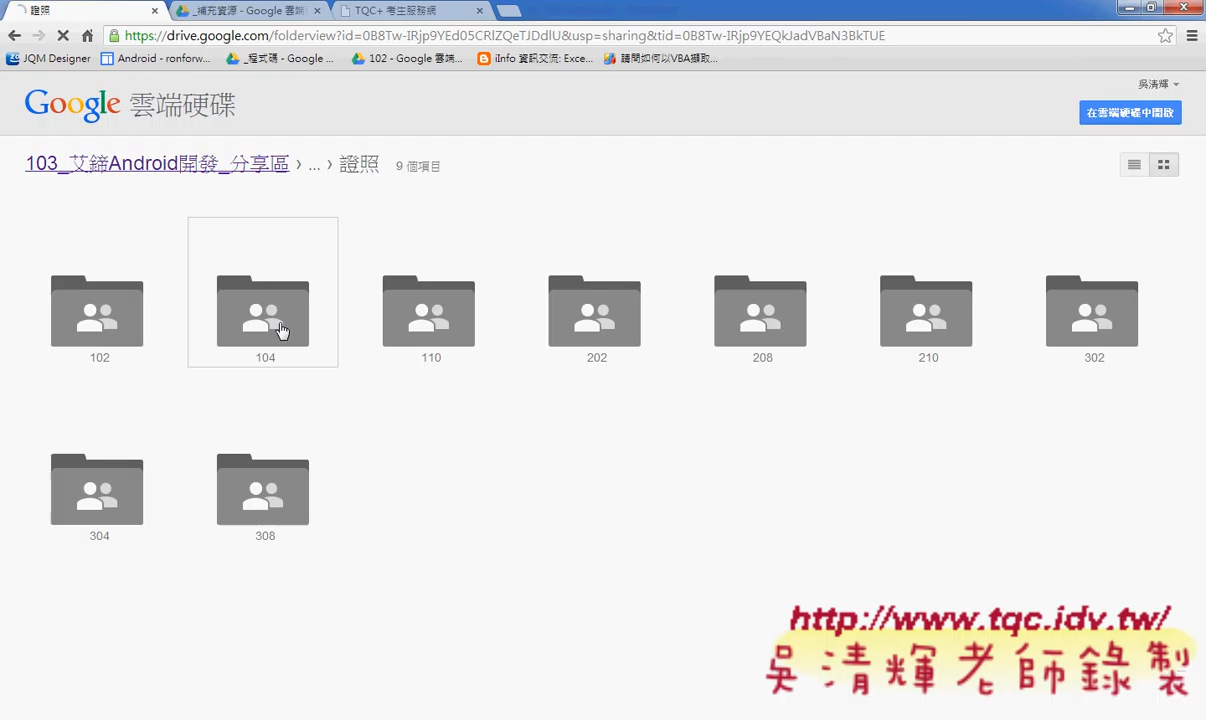 證照
_補充資源 - Google 雲端
TQC+ 考生服務網
https://drive.google.com/folderview?id=0B8Tw-IRjp9YEd05CRlZQeTJDdlU&usp=sharing&tid=0B8Tw-IRjp9YEQkJadVBaN3BkTUE
JQM Designer
Android - ronforw...
_程式碼 - Google ...
102 - Google 雲端...
iInfo 資訊交流: Exce...
請問如何以VBA擷取...
吳清輝
Google 雲端硬碟
在雲端硬碟中開啟
103_艾鍗Android開發_分享區 › ... › 證照 9 個項目
102
104
110
202
208
210
302
304
308
http://www.tqc.idv.tw/
吳清輝老師錄製